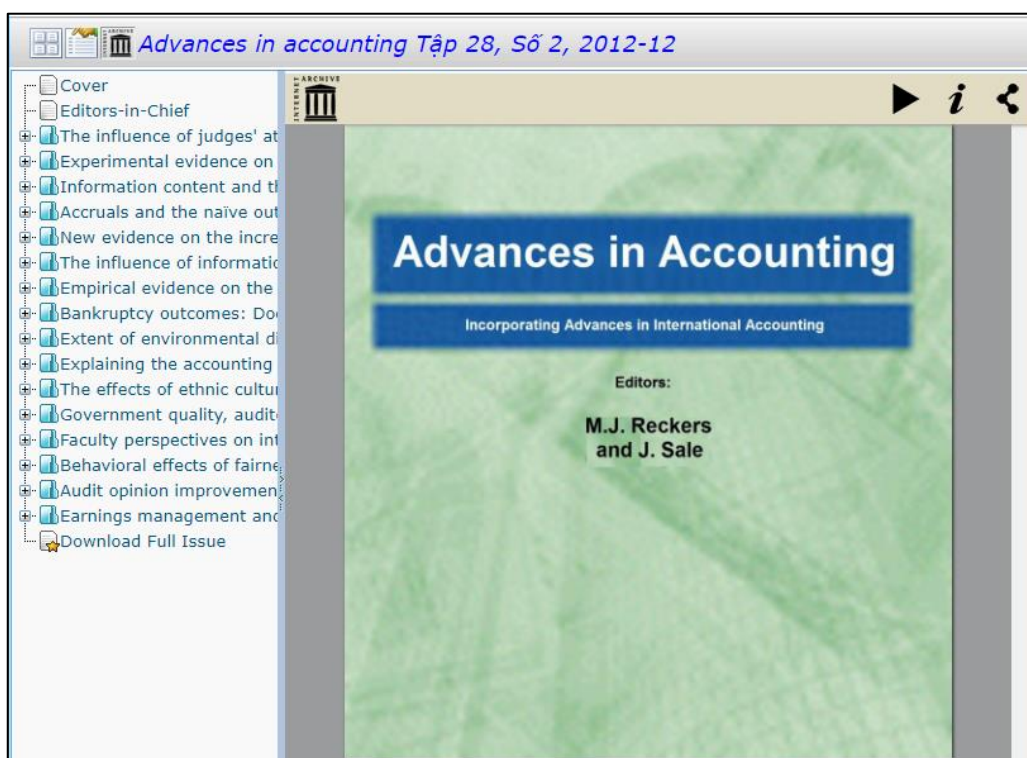 Advances in accounting Tập 28, Số 2, 2012-12
Cover
Editors-in-Chief
The influence of judges' at
Experimental evidence on
Information content and th
Accruals and the naïve out
New evidence on the incre
The influence of informatic
Empirical evidence on the
Bankruptcy outcomes: Do
Extent of environmental di
Explaining the accounting
The effects of ethnic cultu
Government quality, audit
Faculty perspectives on int
Behavioral effects of fairne
Audit opinion improvemen
Earnings management and
Download Full Issue
INTERNET ARCHIVE
Advances in Accounting
Incorporating Advances in International Accounting
Editors:
M.J. Reckers
and J. Sale